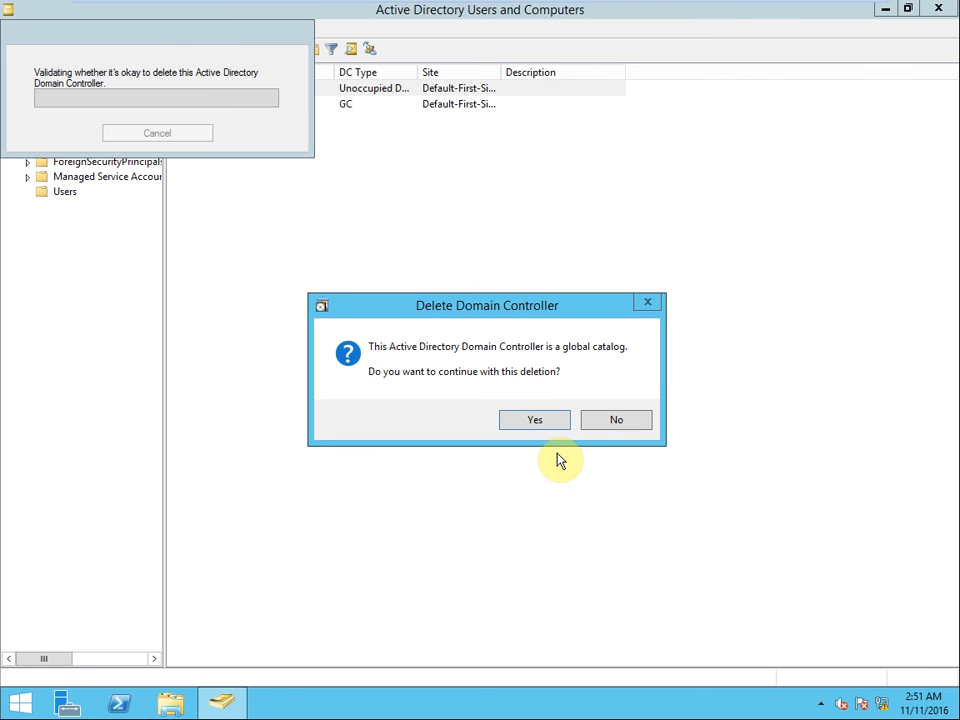 Active Directory Users and Computers
Validating whether it's okay to delete this Active Directory
Domain Controller.
Cancel
DC Type Site Description
Unoccupied D... Default-First-Si...
GC Default-First-Si...
ForeignSecurityPrincipals
Managed Service Accour
Users
Delete Domain Controller
This Active Directory Domain Controller is a global catalog.
Do you want to continue with this deletion?
Yes No
2:51 AM
11/11/2016